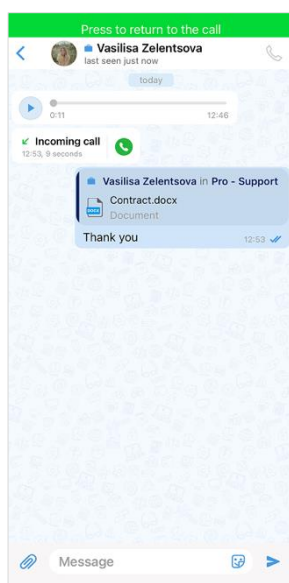 Press to return to the call
Vasilisa Zelentsova
last seen just now
today
0:11 12:46
Incoming call
12:53, 9 seconds
Vasilisa Zelentsova in Pro - Support
Contract.docx
DOCX
Document
Thank you 12:53
Message